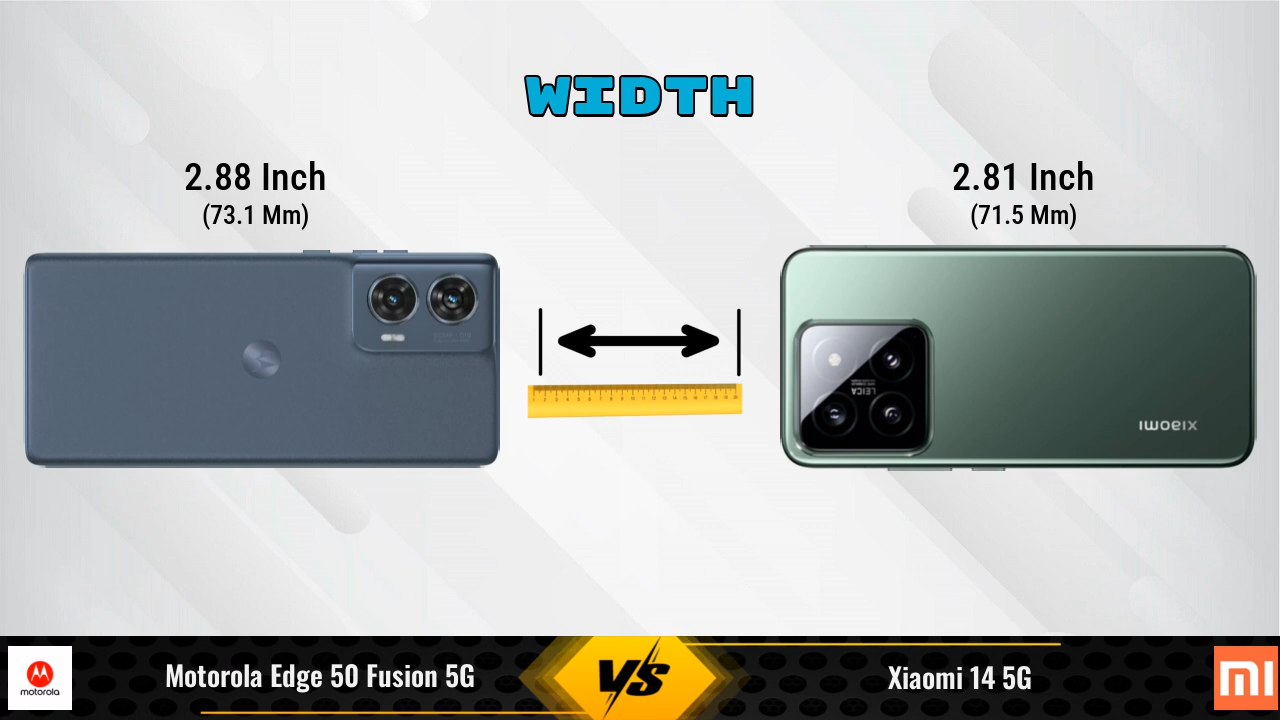 WIDTH
2.88 Inch
(73.1 Mm)
2.81 Inch
(71.5 Mm)
LEICA
xiaomi
motorola
Motorola Edge 50 Fusion 5G
VS
Xiaomi 14 5G
mi